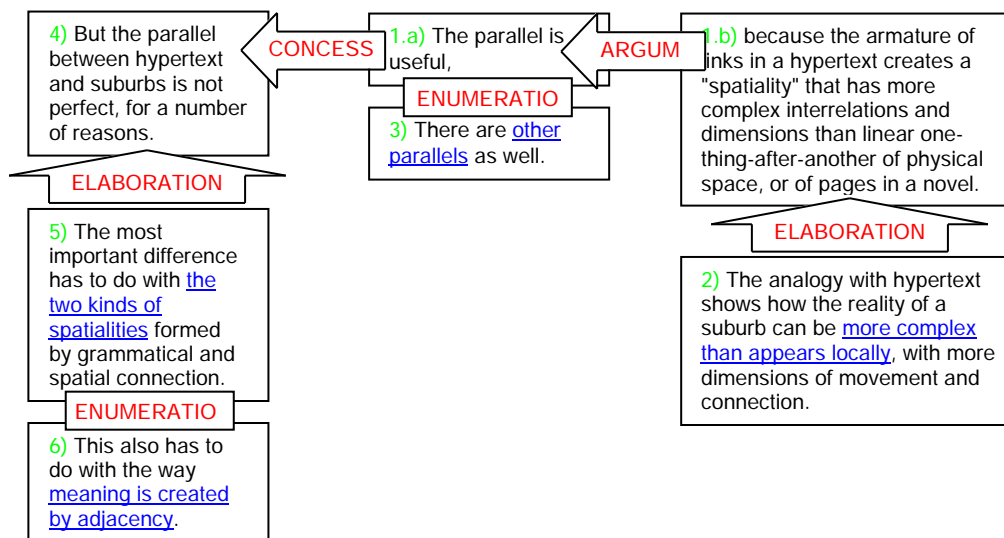 4) But the parallel
between hypertext
and suburbs is not
perfect, for a number
of reasons.
CONCESS
1.a) The parallel is
useful,
ARGUM
1.b) because the armature of
links in a hypertext creates a
"spatiality" that has more
complex interrelations and
dimensions than linear one-
thing-after-another of physical
space, or of pages in a novel.
ENUMERATIO
3) There are other
parallels as well.
ELABORATION
5) The most
important difference
has to do with the
two kinds of
spatialities formed
by grammatical and
spatial connection.
ELABORATION
2) The analogy with hypertext
shows how the reality of a
suburb can be more complex
than appears locally, with more
dimensions of movement and
connection.
ENUMERATIO
6) This also has to
do with the way
meaning is created
by adjacency.